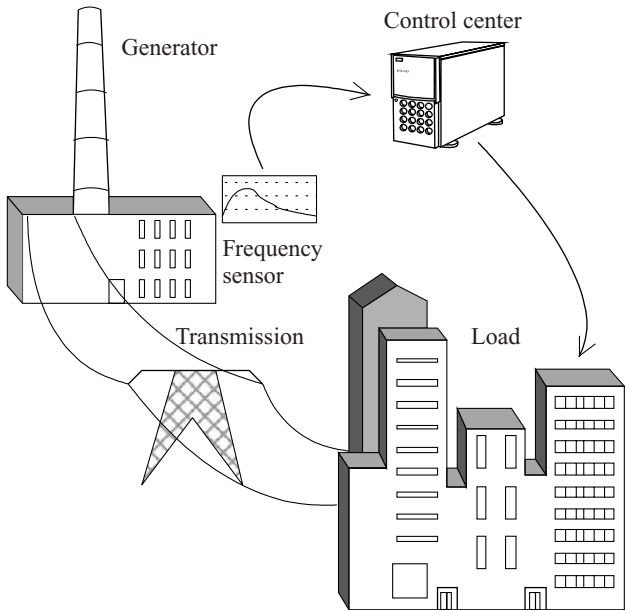 Control center
Generator
Frequency
sensor
Transmission
Load